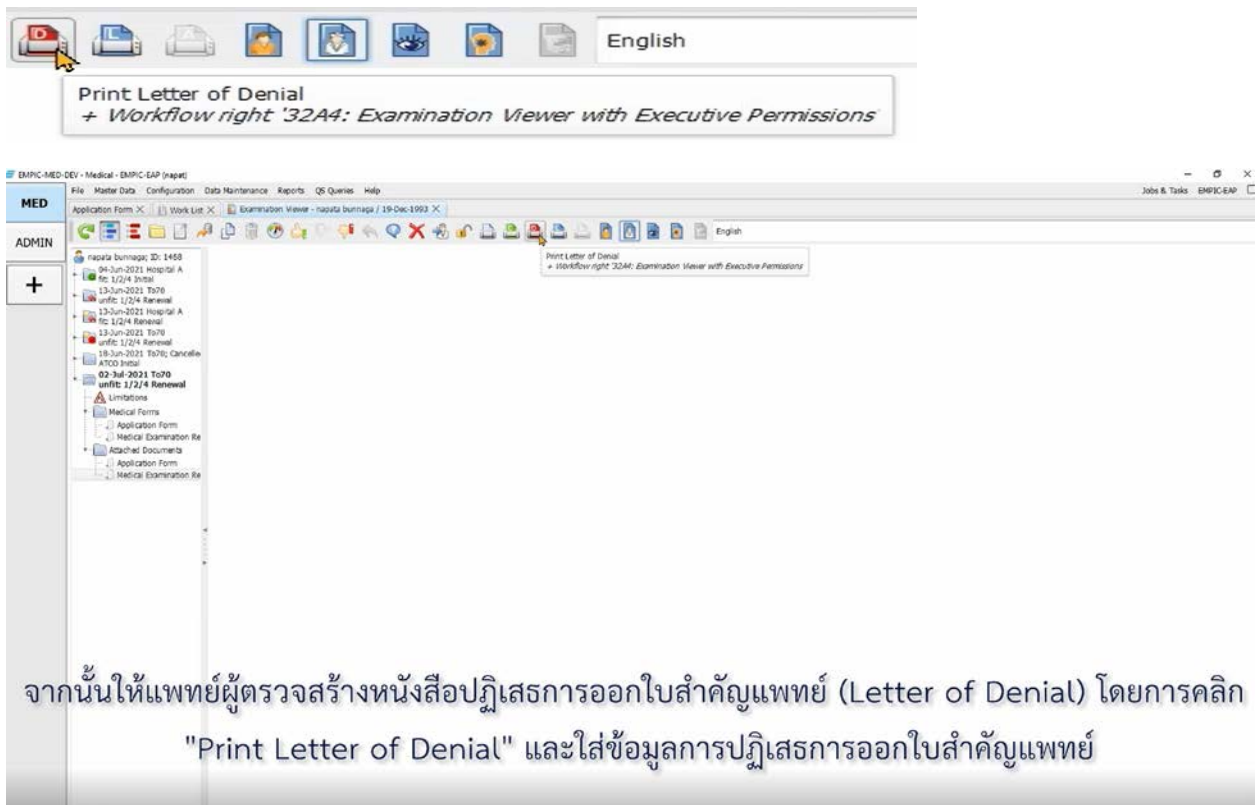 D
L
A
English
Print Letter of Denial
+ Workflow right '32A4: Examination Viewer with Executive Permissions
EMPIC-MED-DEV - Medical - EMPIC-EAP (napat)
MED
File Master Data Configuration Data Maintenance Reports QS Queries Help
Jobs & Tasks EMPIC-EAP
Application Form Work List Examination Viewer - napata bunnaga / 19-Dec-1993
ADMIN
English
Print Letter of Denial
+ Workflow right '32A4: Examination Viewer with Executive Permissions
napata bunnaga; ID: 1468
04-Jun-2021 Hospital A
fit: 1/2/4 Initial
13-Jun-2021 To70
unfit: 1/2/4 Renewal
13-Jun-2021 Hospital A
fit: 1/2/4 Renewal
13-Jun-2021 To70
unfit: 1/2/4 Renewal
18-Jun-2021 To70; Cancelle
ATCO Initial
02-Jul-2021 To70
unfit: 1/2/4 Renewal
Limitations
Medical Forms
Application Form
Medical Examination Re
Attached Documents
Application Form
Medical Examination Re
จากนั้นให้แพทย์ผู้ตรวจสร้างหนังสือปฏิเสธการออกใบสำคัญแพทย์ (Letter of Denial) โดยการคลิก
"Print Letter of Denial" และใส่ข้อมูลการปฏิเสธการออกใบสำคัญแพทย์